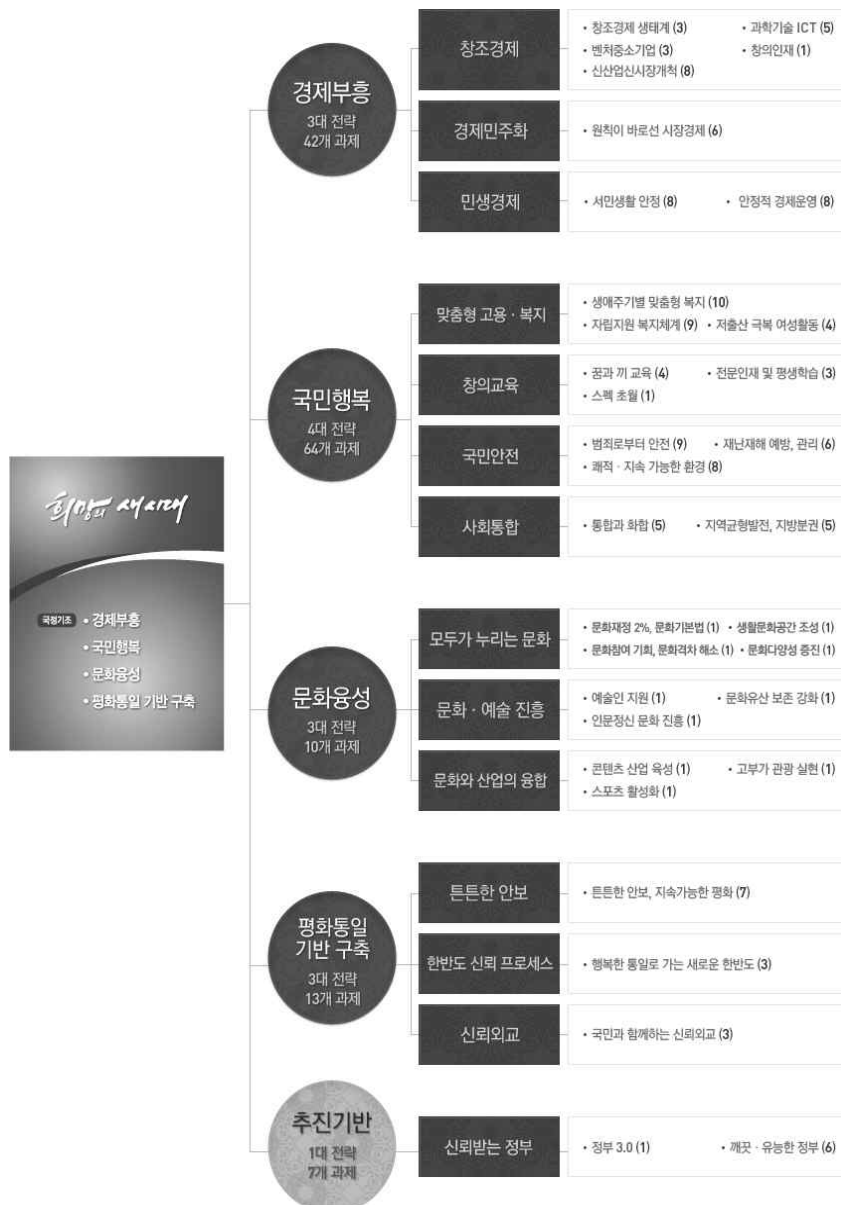 희망의 새시대
국정기조 • 경제부흥
• 국민행복
• 문화융성
• 평화통일 기반 구축
경제부흥
3대 전략
42개 과제
창조경제
• 창조경제 생태계 (3) • 과학기술 ICT (5)
• 벤처중소기업 (3) • 창의인재 (1)
• 신산업신시장개척 (8)
경제민주화
• 원칙이 바로선 시장경제 (6)
민생경제
• 서민생활 안정 (8) • 안정적 경제운영 (8)
국민행복
4대 전략
64개 과제
맞춤형 고용 · 복지
• 생애주기별 맞춤형 복지 (10)
• 자립지원 복지체계 (9) • 저출산 극복 여성활동 (4)
창의교육
• 꿈과 끼 교육 (4) • 전문인재 및 평생학습 (3)
• 스펙 초월 (1)
국민안전
• 범죄로부터 안전 (9) • 재난재해 예방, 관리 (6)
• 쾌적 · 지속 가능한 환경 (8)
사회통합
• 통합과 화합 (5) • 지역균형발전, 지방분권 (5)
문화융성
3대 전략
10개 과제
모두가 누리는 문화
• 문화재정 2%, 문화기본법 (1) • 생활문화공간 조성 (1)
• 문화참여 기회, 문화격차 해소 (1) • 문화다양성 증진 (1)
문화 · 예술 진흥
• 예술인 지원 (1) • 문화유산 보존 강화 (1)
• 인문정신 문화 진흥 (1)
문화와 산업의 융합
• 콘텐츠 산업 육성 (1) • 고부가 관광 실현 (1)
• 스포츠 활성화 (1)
평화통일
기반 구축
3대 전략
13개 과제
튼튼한 안보
• 튼튼한 안보, 지속가능한 평화 (7)
한반도 신뢰 프로세스
• 행복한 통일로 가는 새로운 한반도 (3)
신뢰외교
• 국민과 함께하는 신뢰외교 (3)
추진기반
1대 전략
7개 과제
신뢰받는 정부
• 정부 3.0 (1) • 깨끗 · 유능한 정부 (6)